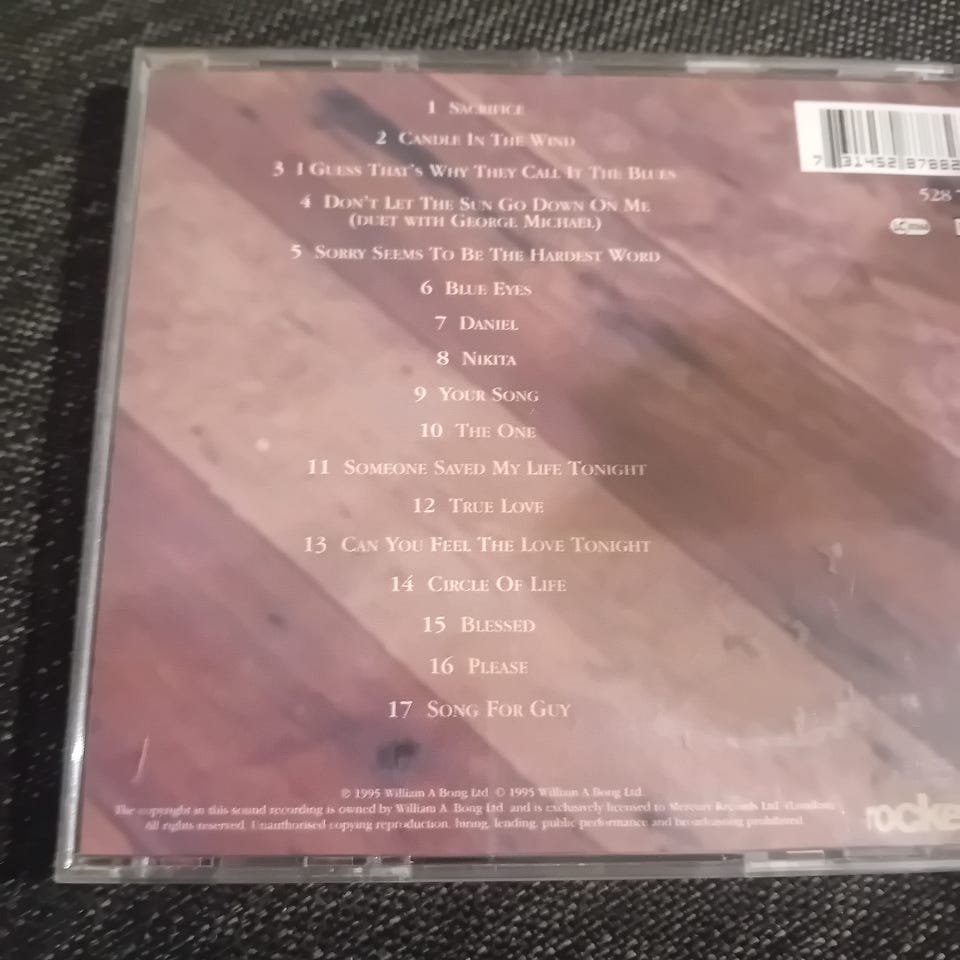 1 Sacrifice
2 Candle In The Wind
3 I Guess That's Why They Call It The Blues
4 Don't Let The Sun Go Down On Me
(duet with George Michael)
5 Sorry Seems To Be The Hardest Word
6 Blue Eyes
7 Daniel
8 Nikita
9 Your Song
10 The One
11 Someone Saved My Life Tonight
12 True Love
13 Can You Feel The Love Tonight
14 Circle Of Life
15 Blessed
16 Please
17 Song For Guy
7 31452 87882
528
℗ 1995 William A Bong Ltd. © 1995 William A Bong Ltd.
The copyright in this sound recording is owned by William A. Bong Ltd. and is exclusively licensed to Mercury Records Ltd. (London)
All rights reserved. Unauthorised copying reproduction, hiring, lending, public performance and broadcasting prohibited.
rocke